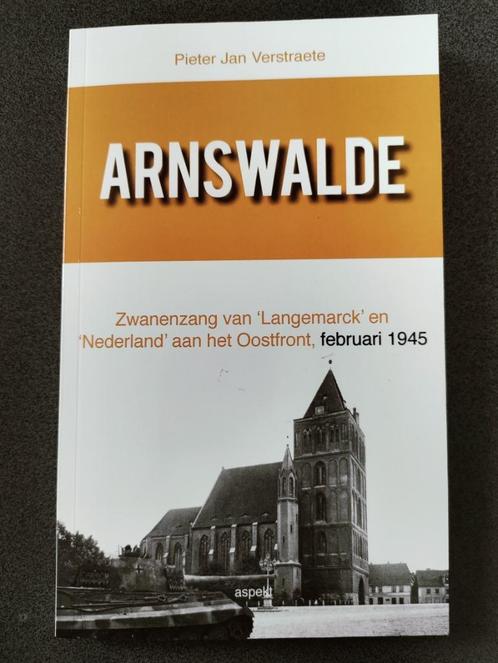 Pieter Jan Verstraete
ARNSWALDE
Zwanenzang van ‘Langemarck’ en
‘Nederland’ aan het Oostfront, februari 1945
aspekt